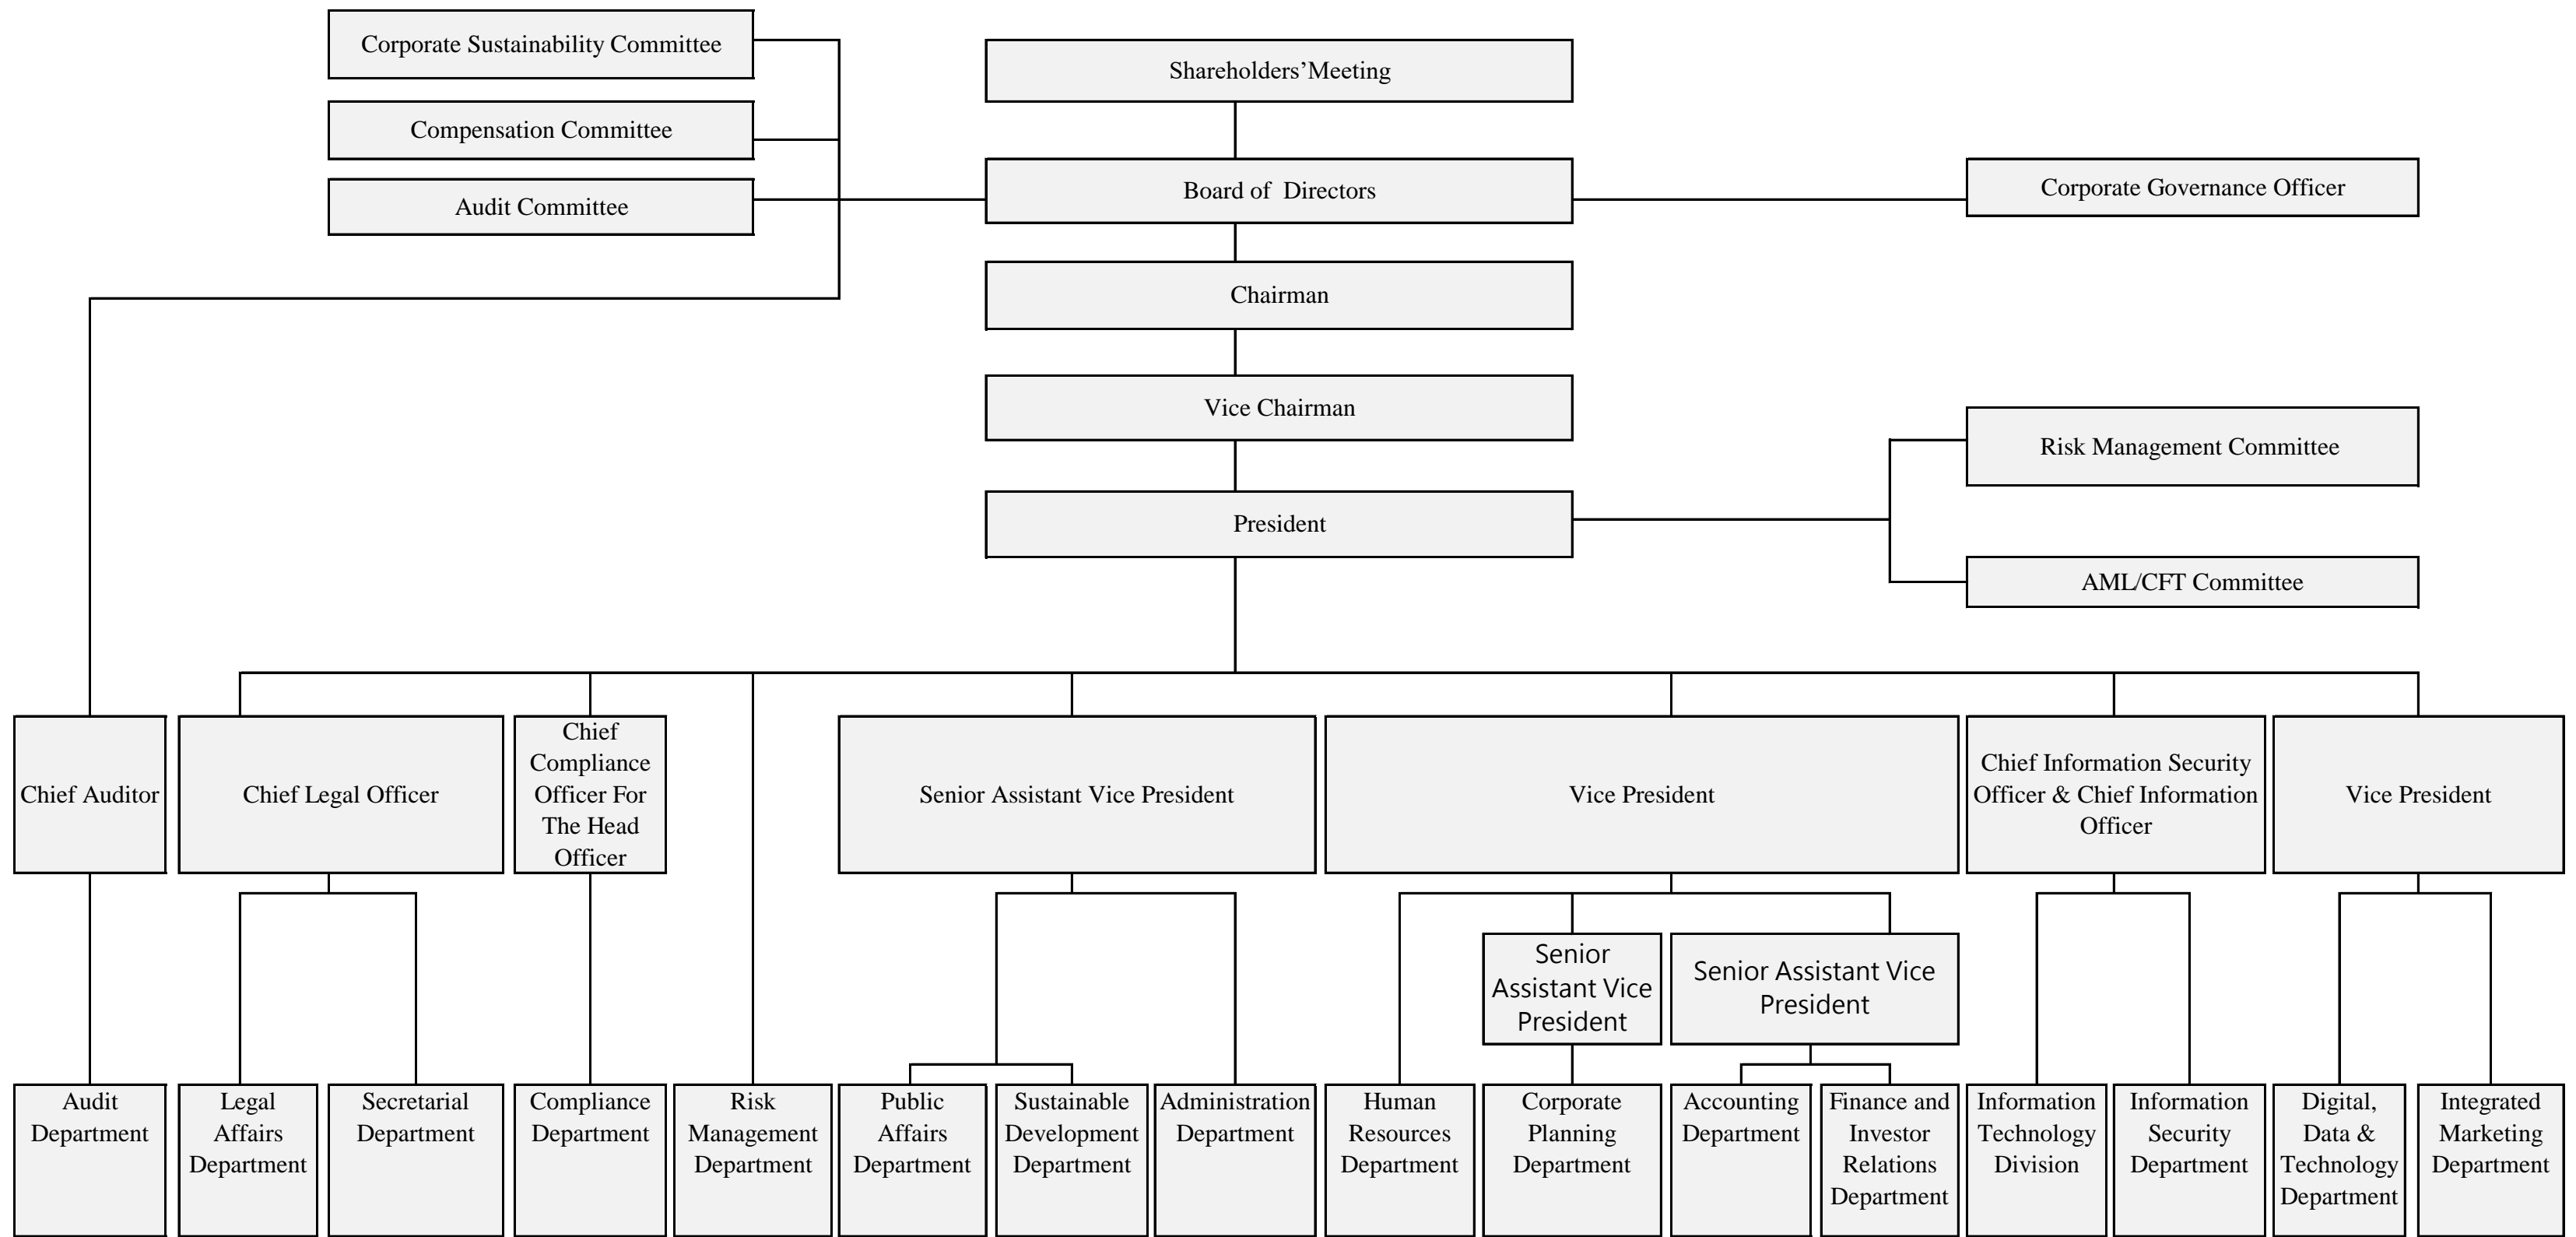 Corporate Sustainability Committee
Shareholders’Meeting
Compensation Committee
Board of  Directors
Corporate Governance Officer
Audit Committee
Chairman
Vice Chairman
Risk Management Committee
President
AML/CFT Committee
Chief Auditor
Chief Legal Officer
Chief
Compliance
Officer For
The Head
Officer
Senior Assistant Vice President
Vice President
Chief Information Security
Officer & Chief Information
Officer
Vice President
Senior
Assistant Vice
President
Senior Assistant Vice
President
Audit
Department
Legal
Affairs
Department
Secretarial
Department
Compliance
Department
Risk
Management
Department
Public
Affairs
Department
Sustainable
Development
Department
Administration
Department
Human
Resources
Department
Corporate
Planning
Department
Accounting
Department
Finance and
Investor
Relations
Department
Information
Technology
Division
Information
Security
Department
Digital,
Data &
Technology
Department
Integrated
Marketing
Department